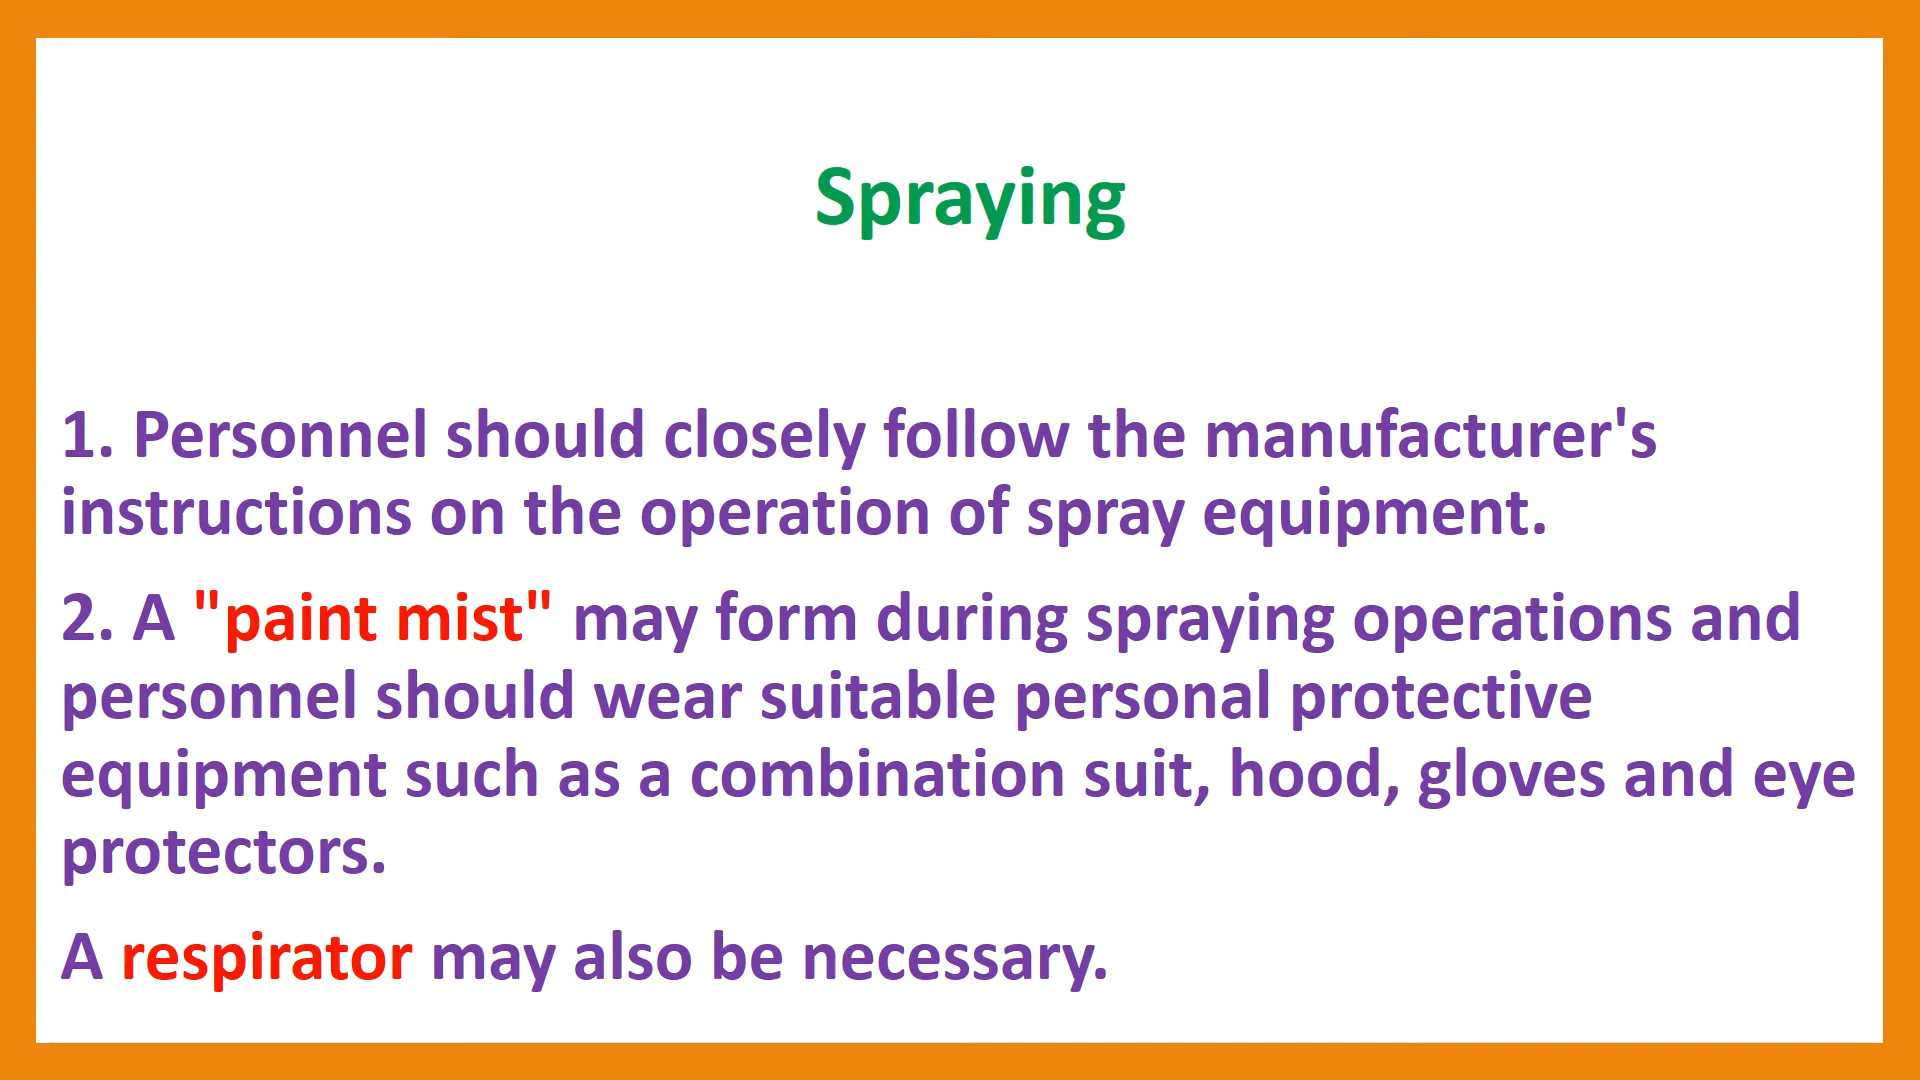 Spraying
1. Personnel should closely follow the manufacturer's
instructions on the operation of spray equipment.
2. A "paint mist" may form during spraying operations and
personnel should wear suitable personal protective
equipment such as a combination suit, hood, gloves and eye
protectors.
A respirator may also be necessary.